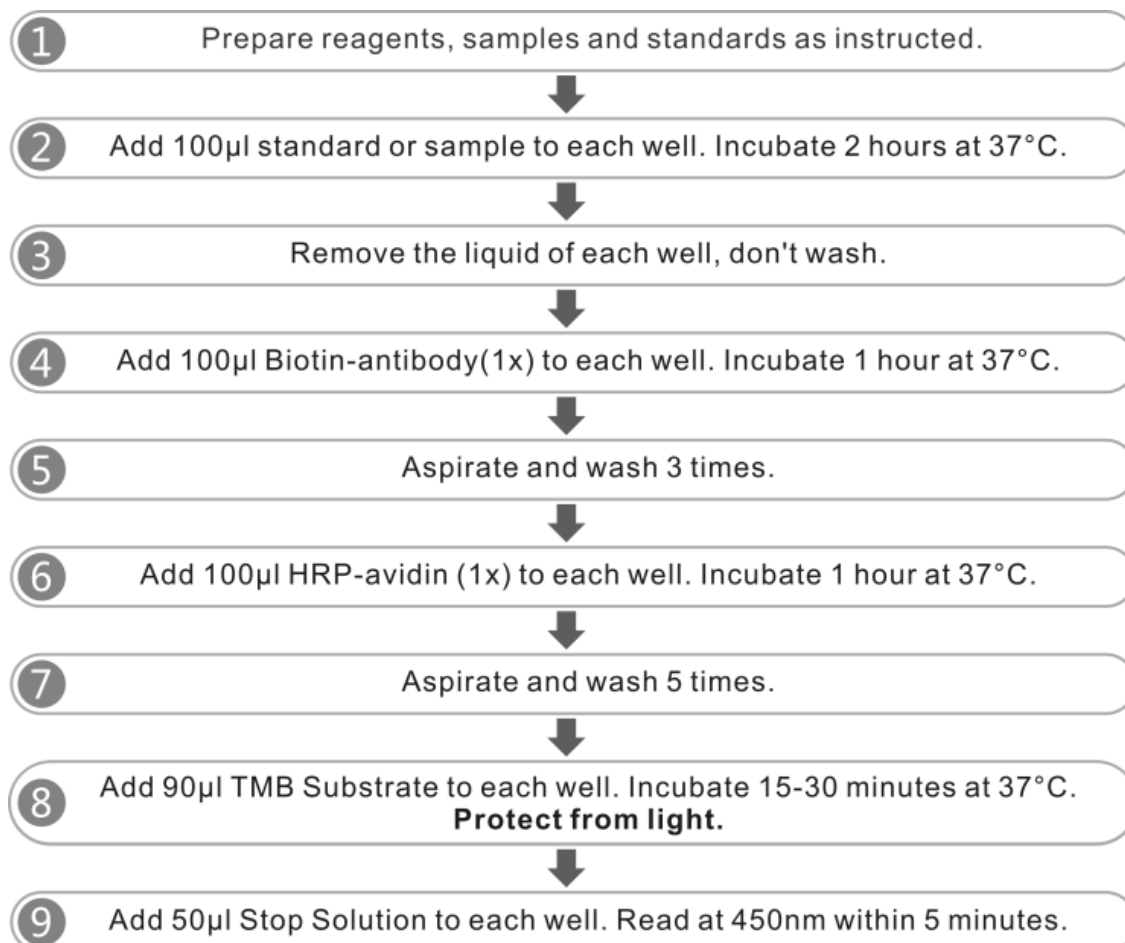 1 Prepare reagents, samples and standards as instructed.
2 Add 100µl standard or sample to each well. Incubate 2 hours at 37°C.
3 Remove the liquid of each well, don't wash.
4 Add 100µl Biotin-antibody(1x) to each well. Incubate 1 hour at 37°C.
5 Aspirate and wash 3 times.
6 Add 100µl HRP-avidin (1x) to each well. Incubate 1 hour at 37°C.
7 Aspirate and wash 5 times.
8 Add 90µl TMB Substrate to each well. Incubate 15-30 minutes at 37°C.
Protect from light.
9 Add 50µl Stop Solution to each well. Read at 450nm within 5 minutes.